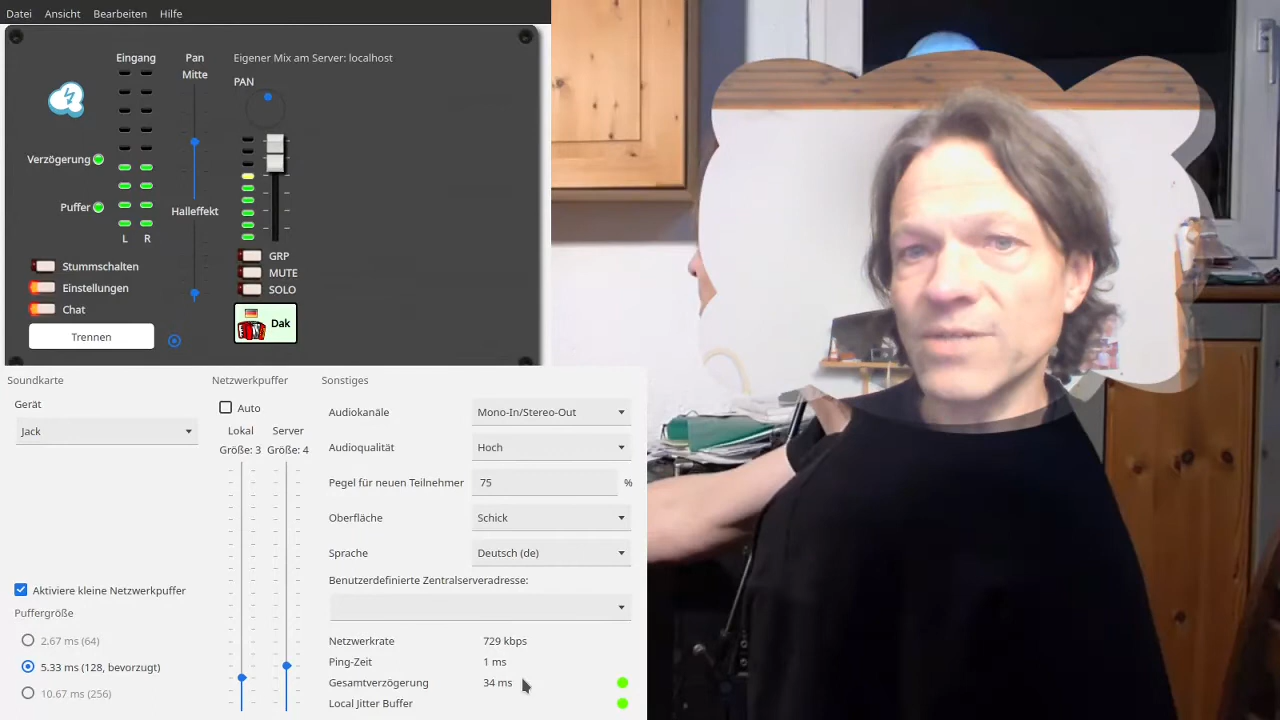 Datei Ansicht Bearbeiten Hilfe
Eingang
Pan
Mitte
Eigener Mix am Server: localhost
PAN
Verzögerung
Puffer
Halleffekt
L R
GRP
MUTE
SOLO
Stummschalten
Einstellungen
Chat
Trennen
Dak
Soundkarte
Gerät
Jack
Aktiviere kleine Netzwerkpuffer
Puffergröße
2.67 ms (64)
5.33 ms (128, bevorzugt)
10.67 ms (256)
Netzwerkpuffer
Auto
Lokal Server
Größe: 3 Größe: 4
Sonstiges
Audiokanäle Mono-In/Stereo-Out
Audioqualität Hoch
Pegel für neuen Teilnehmer 75 %
Oberfläche Schick
Sprache Deutsch (de)
Benutzerdefinierte Zentralserveradresse:
Netzwerkrate 729 kbps
Ping-Zeit 1 ms
Gesamtverzögerung 34 ms
Local Jitter Buffer